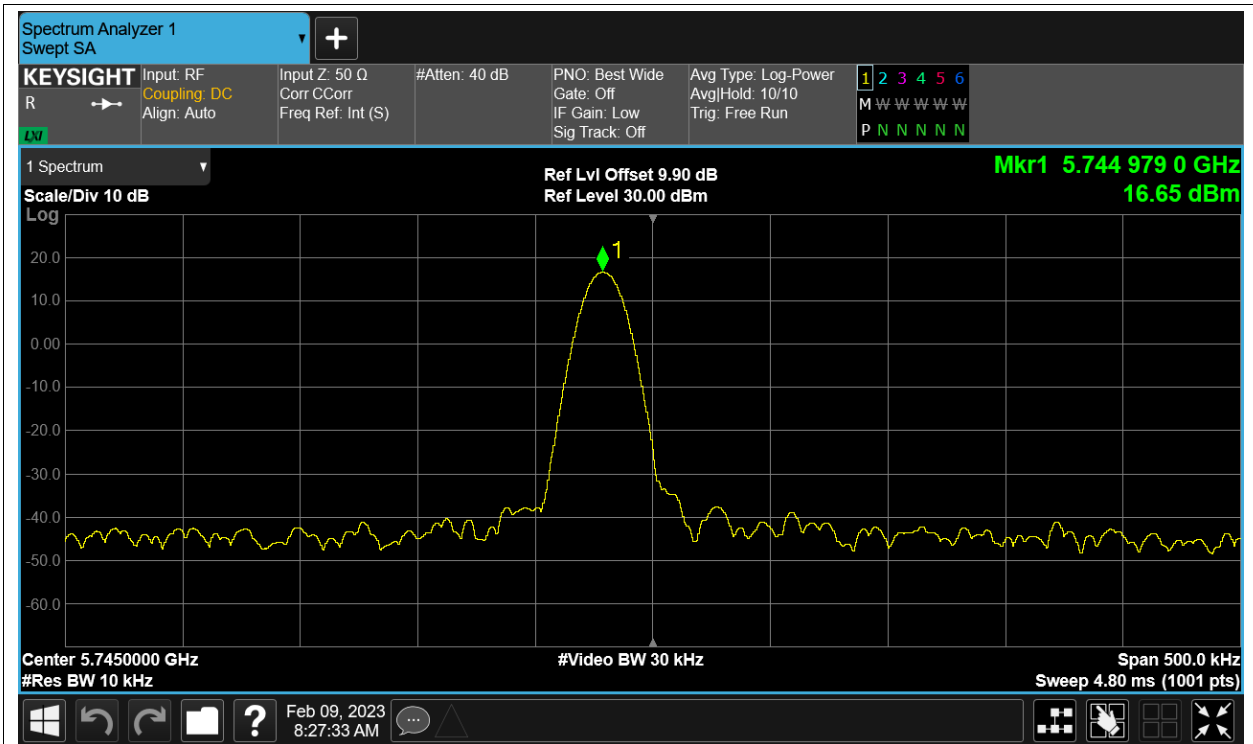 Spectrum Analyzer 1
Swept SA
▼
+
KEYSIGHT
R
LXI
Input: RF
Coupling: DC
Align: Auto
Input Z: 50 Ω
Corr CCorr
Freq Ref: Int (S)
#Atten: 40 dB
PNO: Best Wide
Gate: Off
IF Gain: Low
Sig Track: Off
Avg Type: Log-Power
Avg|Hold: 10/10
Trig: Free Run
1 2 3 4 5 6
M W W W W W
P N N N N N
1 Spectrum ▼
Scale/Div 10 dB
Log
Ref Lvl Offset 9.90 dB
Ref Level 30.00 dBm
Mkr1 5.744 979 0 GHz
16.65 dBm
1
20.0
10.0
0.00
-10.0
-20.0
-30.0
-40.0
-50.0
-60.0
Center 5.7450000 GHz
#Video BW 30 kHz
Span 500.0 kHz
#Res BW 10 kHz
Sweep 4.80 ms (1001 pts)
?
Feb 09, 2023
8:27:33 AM